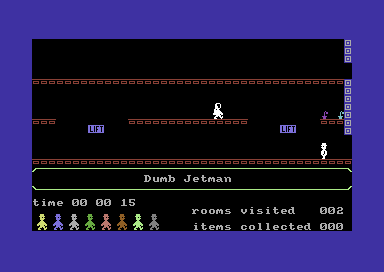 LIFT LIFT
Dumb Jetman
time 00 00 15
rooms visited 002
items collected 000